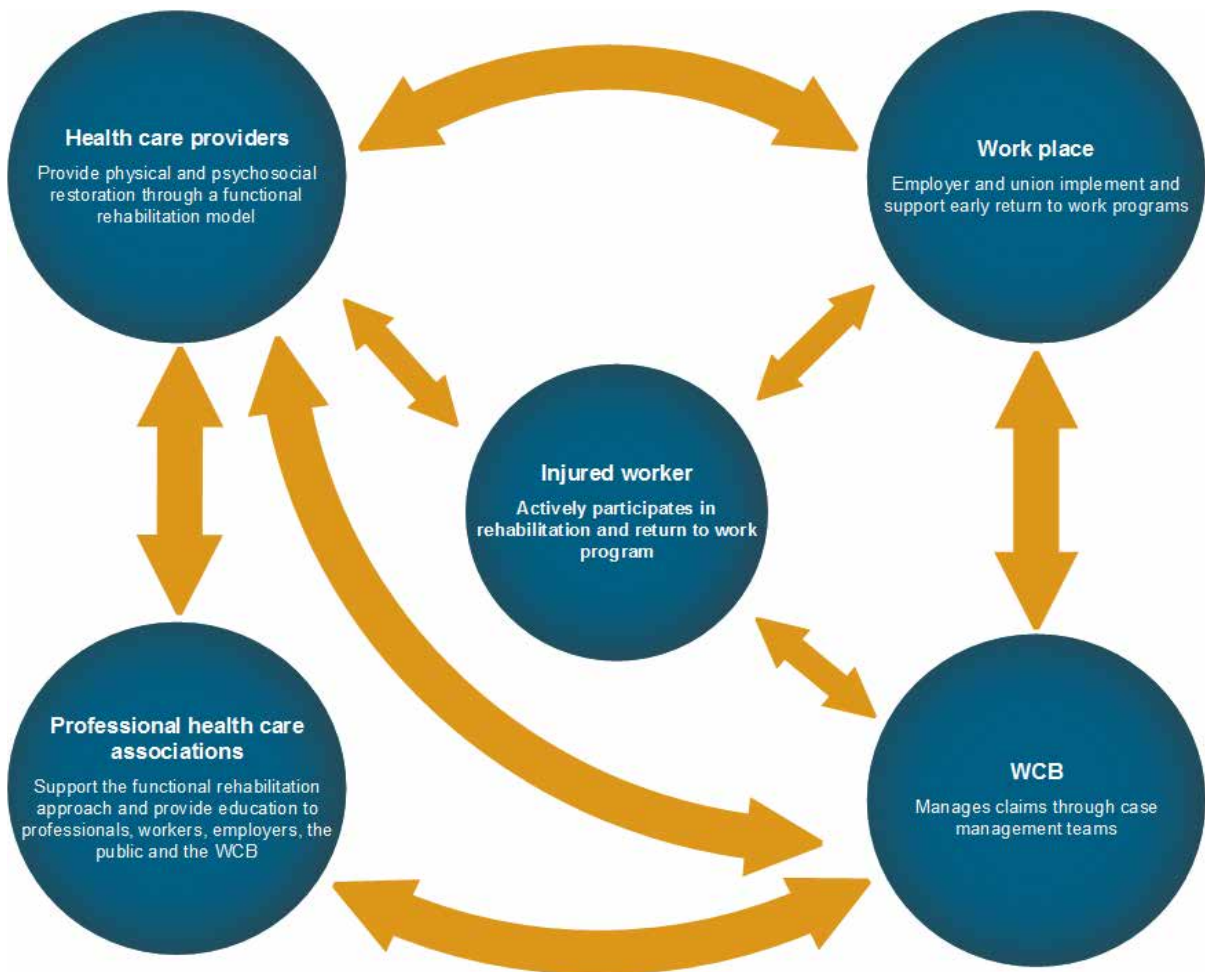 Health care providers
Provide physical and psychosocial
restoration through a functional
rehabilitation model
Work place
Employer and union implement and
support early return to work programs
Injured worker
Actively participates in
rehabilitation and return to work
program
Professional health care
associations
Support the functional rehabilitation
approach and provide education to
professionals, workers, employers, the
public and the WCB
WCB
Manages claims through case
management teams